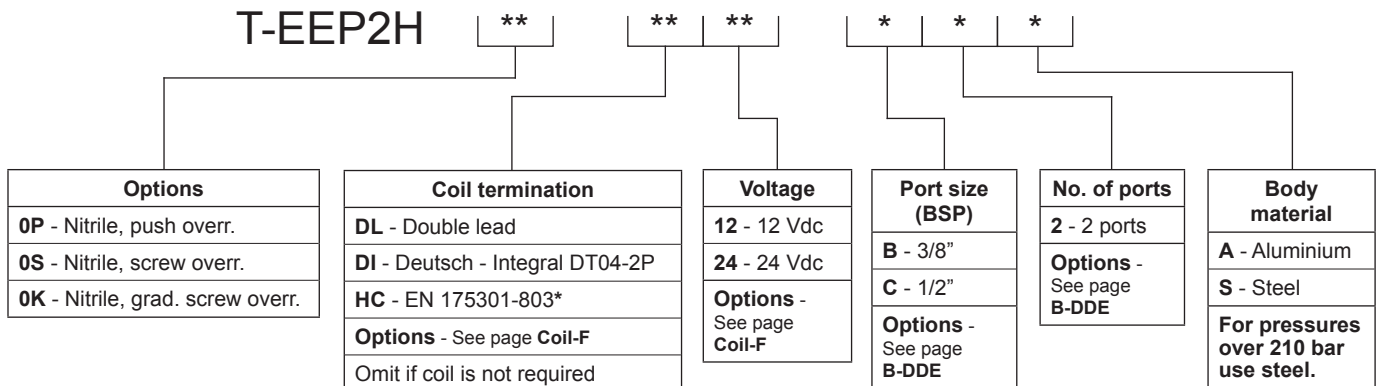 T-EEP2H ** ** ** * * *
Options
0P - Nitrile, push overr.
0S - Nitrile, screw overr.
0K - Nitrile, grad. screw overr.
Coil termination
DL - Double lead
DI - Deutsch - Integral DT04-2P
HC - EN 175301-803*
Options - See page Coil-F
Omit if coil is not required
Voltage
12 - 12 Vdc
24 - 24 Vdc
Options -
See page
Coil-F
Port size
(BSP)
B - 3/8”
C - 1/2”
Options -
See page
B-DDE
No. of ports
2 - 2 ports
Options -
See page
B-DDE
Body
material
A - Aluminium
S - Steel
For pressures
over 210 bar
use steel.